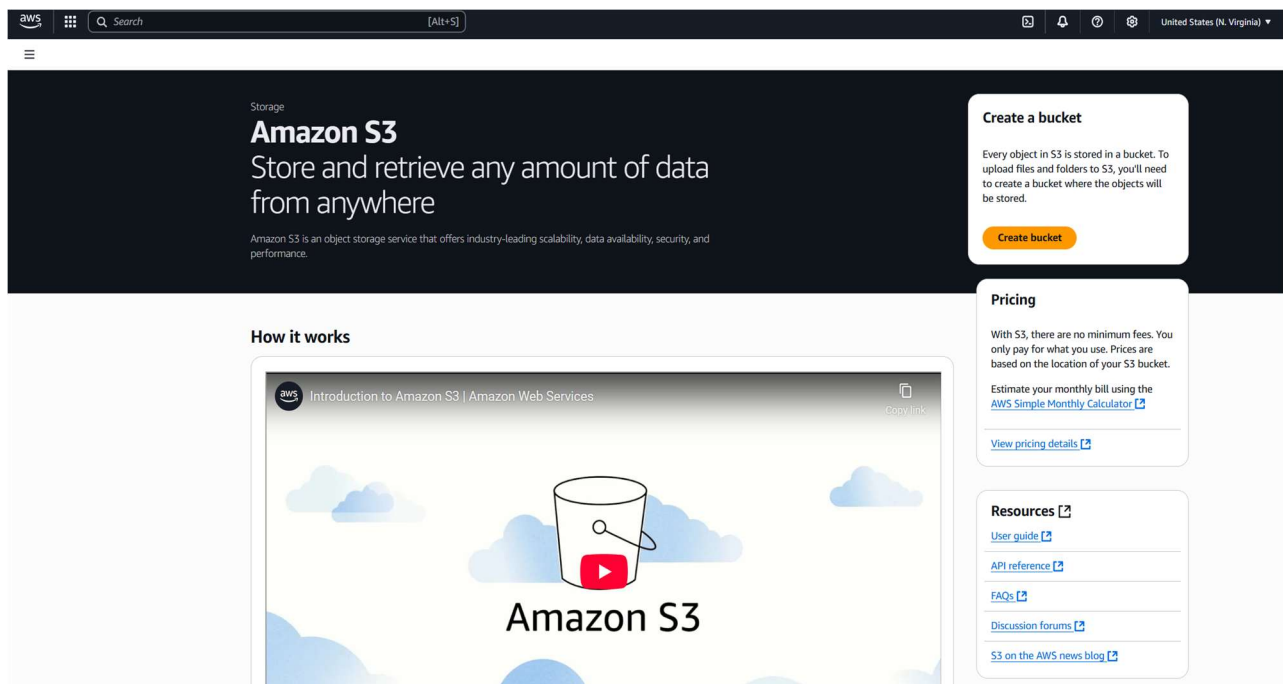 aws
Search
[Alt+S]
United States (N. Virginia)
Storage
Amazon S3
Store and retrieve any amount of data
from anywhere
Amazon S3 is an object storage service that offers industry-leading scalability, data availability, security, and
performance.
Create a bucket
Every object in S3 is stored in a bucket. To
upload files and folders to S3, you'll need
to create a bucket where the objects will
be stored.
Create bucket
Pricing
With S3, there are no minimum fees. You
only pay for what you use. Prices are
based on the location of your S3 bucket.
Estimate your monthly bill using the
AWS Simple Monthly Calculator
View pricing details
How it works
aws
Introduction to Amazon S3 | Amazon Web Services
Copy link
Amazon S3
Resources
User guide
API reference
FAQs
Discussion forums
S3 on the AWS news blog